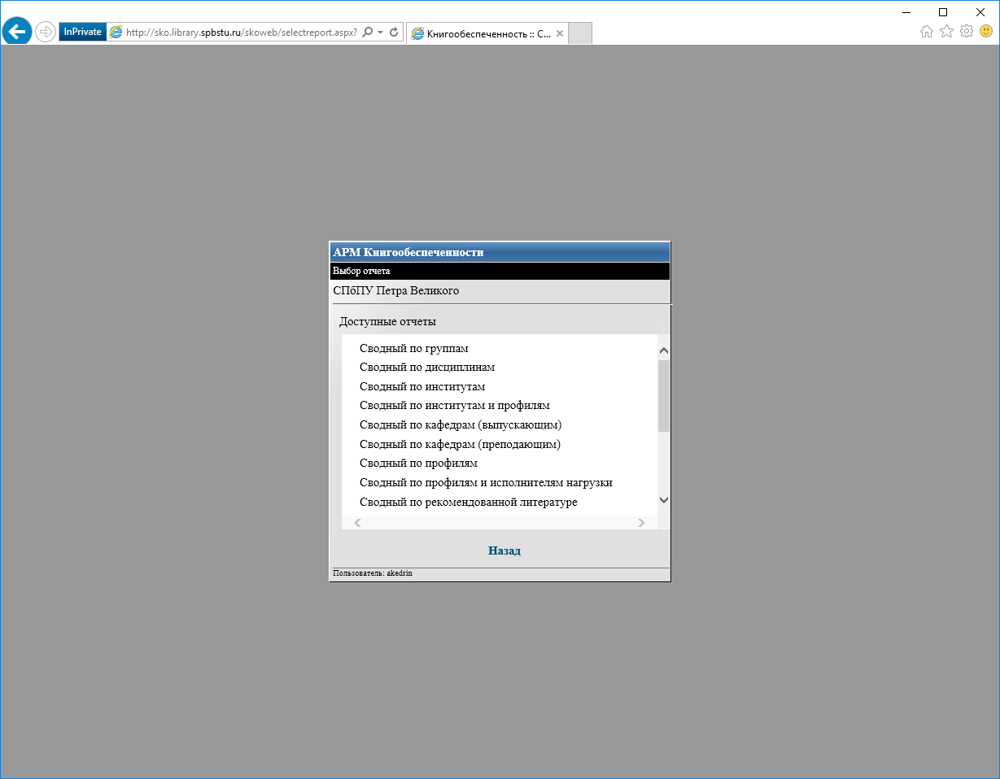 InPrivate
http://sko.library.spbstu.ru/skoweb/selectreport.aspx?
Книгообеспеченность :: С...
АРМ Книгообеспеченности
Выбор отчета
СПбПУ Петра Великого
Доступные отчеты
Сводный по группам
Сводный по дисциплинам
Сводный по институтам
Сводный по институтам и профилям
Сводный по кафедрам (выпускающим)
Сводный по кафедрам (преподающим)
Сводный по профилям
Сводный по профилям и исполнителям нагрузки
Сводный по рекомендованной литературе
Назад
Пользователь: akedrin